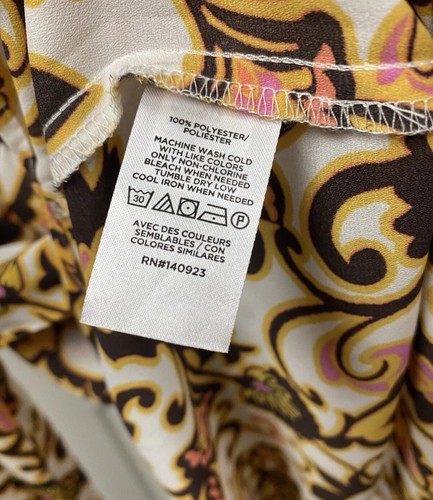 100% POLYESTER/
POLIÉSTER
MACHINE WASH COLD
WITH LIKE COLORS
ONLY NON-CHLORINE
BLEACH WHEN NEEDED
TUMBLE DRY LOW
COOL IRON WHEN NEEDED
30 P
AVEC DES COULEURS
SEMBLABLES / CON
COLORES SIMILARES
RN#140923